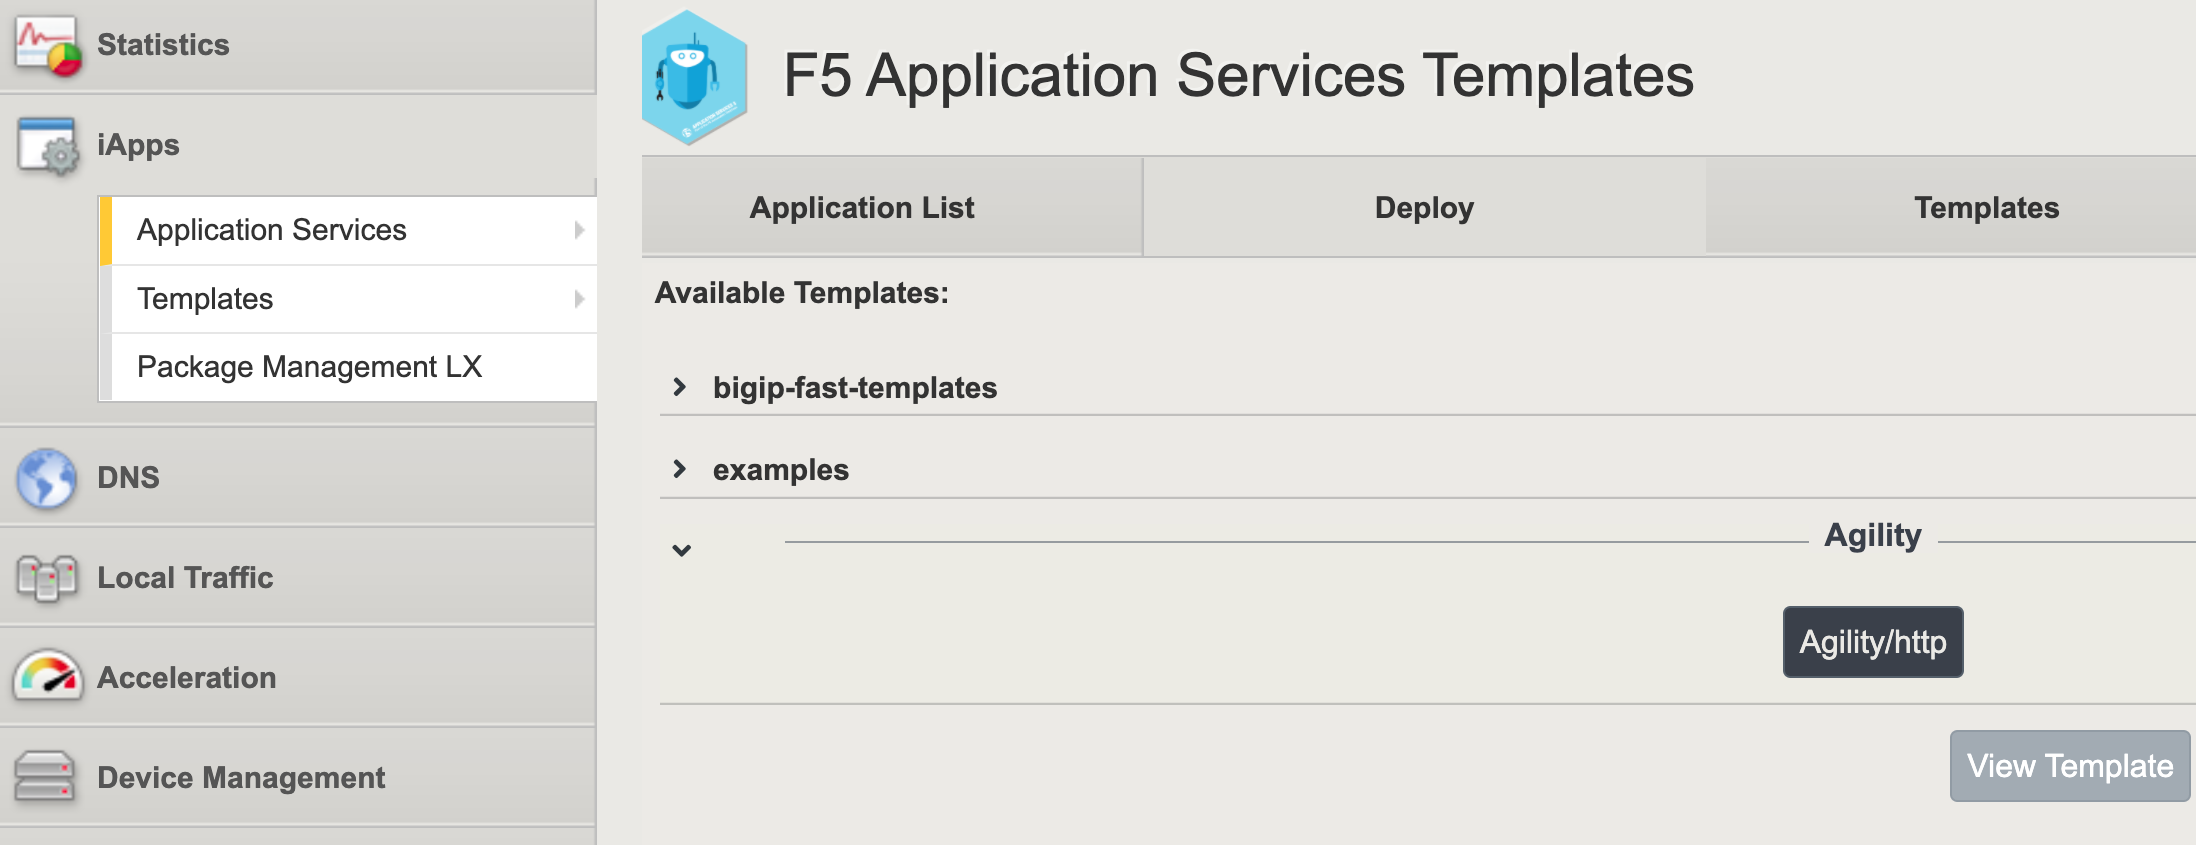 Statistics
iApps
Application Services
Templates
Package Management LX
DNS
Local Traffic
Acceleration
Device Management
F5 Application Services Templates
Application List
Deploy
Templates
Available Templates:
bigip-fast-templates
examples
Agility
Agility/http
View Template